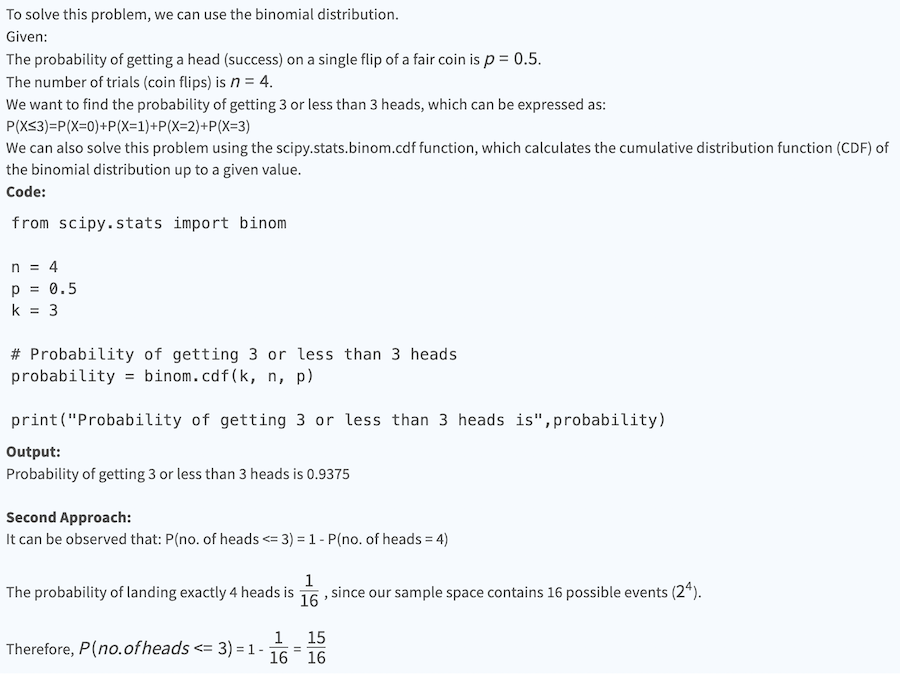 To solve this problem, we can use the binomial distribution.
Given:
The probability of getting a head (success) on a single flip of a fair coin is p = 0.5.
The number of trials (coin flips) is n = 4.
We want to find the probability of getting 3 or less than 3 heads, which can be expressed as:
P(X≤3)=P(X=0)+P(X=1)+P(X=2)+P(X=3)
We can also solve this problem using the scipy.stats.binom.cdf function, which calculates the cumulative distribution function (CDF) of
the binomial distribution up to a given value.
Code:
from scipy.stats import binom
n = 4
p = 0.5
k = 3
# Probability of getting 3 or less than 3 heads
probability = binom.cdf(k, n, p)
print("Probability of getting 3 or less than 3 heads is",probability)
Output:
Probability of getting 3 or less than 3 heads is 0.9375
Second Approach:
It can be observed that: P(no. of heads <= 3) = 1 - P(no. of heads = 4)
The probability of landing exactly 4 heads is 1/16 , since our sample space contains 16 possible events (2⁴).
Therefore, P(no.ofheads <= 3) = 1 - 1/16 = 15/16